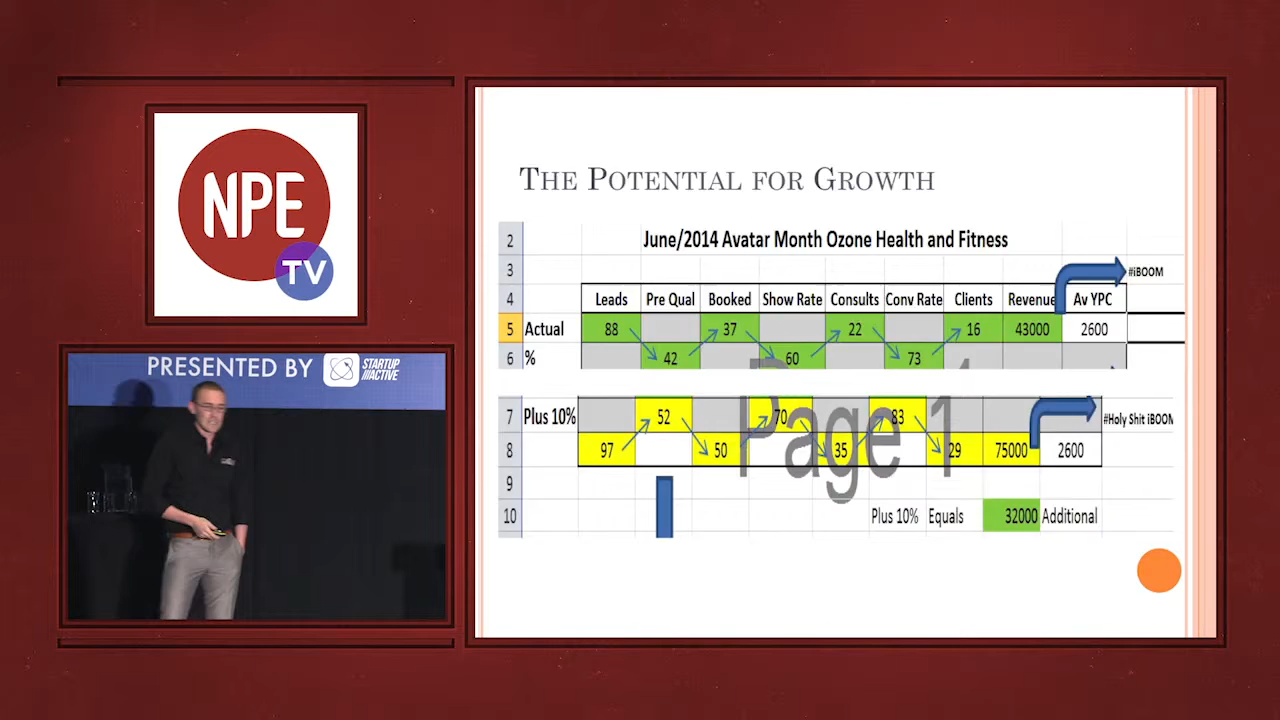 NPE
TV
PRESENTED BY STARTUP
///ACTIVE
THE POTENTIAL FOR GROWTH
2 June/2014 Avatar Month Ozone Health and Fitness
3 #iBOOM
4 Leads Pre Qual Booked Show Rate Consults Conv Rate Clients Revenue Av YPC
5 Actual 88 37 22 16 43000 2600
6 % 42 60 73
7 Plus 10% 52 70 83 #Holy Shit iBOOM
8 97 50 35 29 75000 2600
Page 1
9
10 Plus 10% Equals 32000 Additional